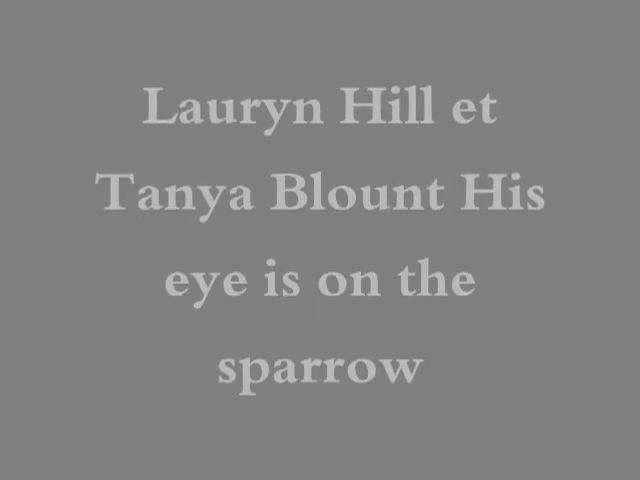 Lauryn Hill et
Tanya Blount His
eye is on the
sparrow